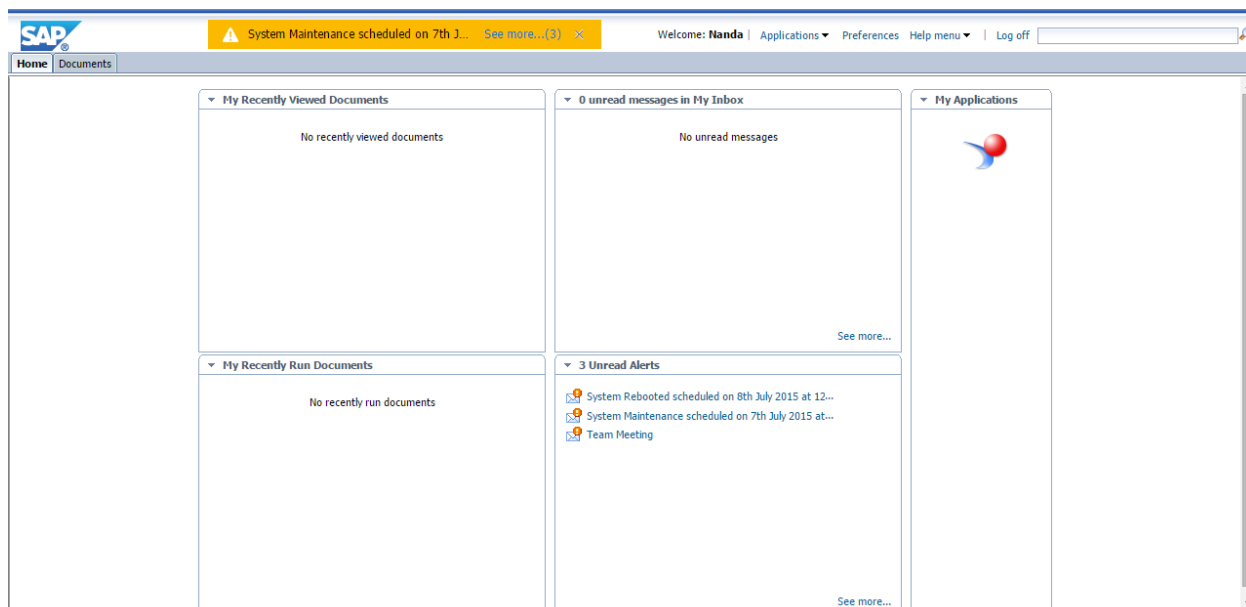 SAP®
System Maintenance scheduled on 7th J... See more...(3) ×
Welcome: Nanda | Applications Preferences Help menu | Log off
Home Documents
My Recently Viewed Documents
No recently viewed documents
0 unread messages in My Inbox
No unread messages
See more...
My Applications
My Recently Run Documents
No recently run documents
3 Unread Alerts
System Rebooted scheduled on 8th July 2015 at 12...
System Maintenance scheduled on 7th July 2015 at...
Team Meeting
See more...